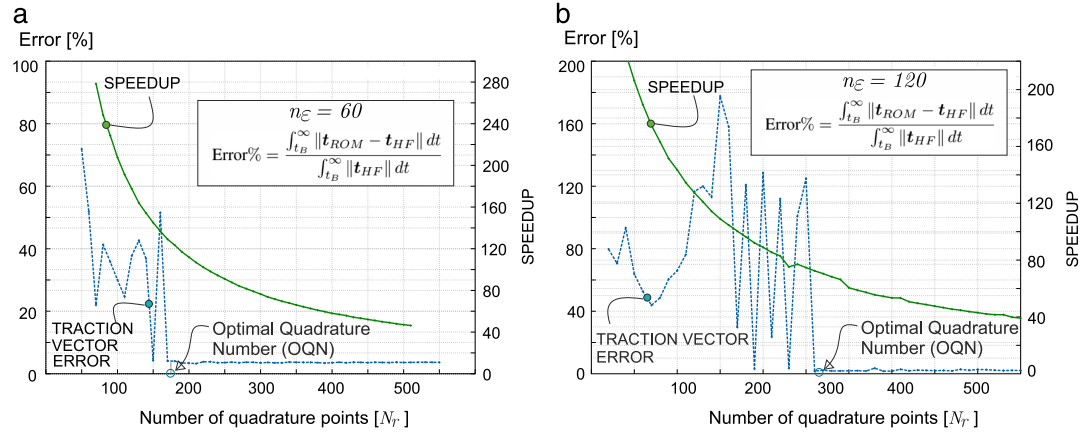 a
Error [%]
100
80
60
40
20
0
280
240
200
160
120
80
40
0
SPEEDUP
SPEEDUP
nε = 60
Error% = ∫_{t_B}^{∞} ‖t_ROM − t_HF‖ dt / ∫_{t_B}^{∞} ‖t_HF‖ dt
TRACTION
VECTOR
ERROR
Optimal Quadrature
Number (OQN)
100
200
300
400
500
Number of quadrature points [Nr]
b
Error [%]
200
160
120
80
40
0
200
160
120
80
40
0
SPEEDUP
SPEEDUP
nε = 120
Error% = ∫_{t_B}^{∞} ‖t_ROM − t_HF‖ dt / ∫_{t_B}^{∞} ‖t_HF‖ dt
TRACTION VECTOR
ERROR
Optimal Quadrature
Number (OQN)
100
200
300
400
500
Number of quadrature points [Nr]